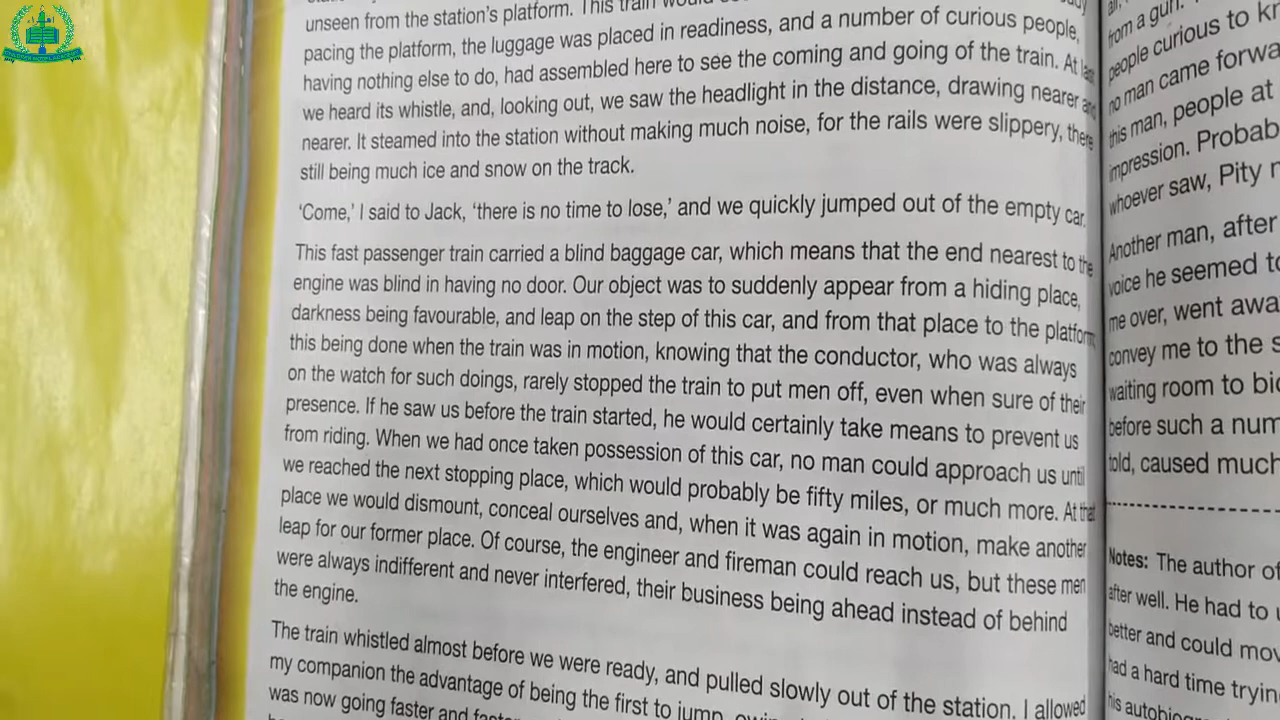 unseen from the station's platform. This train would
pacing the platform, the luggage was placed in readiness, and a number of curious people,
having nothing else to do, had assembled here to see the coming and going of the train. At last
we heard its whistle, and, looking out, we saw the headlight in the distance, drawing nearer and
nearer. It steamed into the station without making much noise, for the rails were slippery, there
still being much ice and snow on the track.
'Come,' I said to Jack, 'there is no time to lose,' and we quickly jumped out of the empty car.
This fast passenger train carried a blind baggage car, which means that the end nearest to the
engine was blind in having no door. Our object was to suddenly appear from a hiding place,
darkness being favourable, and leap on the step of this car, and from that place to the platform;
this being done when the train was in motion, knowing that the conductor, who was always
on the watch for such doings, rarely stopped the train to put men off, even when sure of their
presence. If he saw us before the train started, he would certainly take means to prevent us
from riding. When we had once taken possession of this car, no man could approach us until
we reached the next stopping place, which would probably be fifty miles, or much more. At that
place we would dismount, conceal ourselves and, when it was again in motion, make another
leap for our former place. Of course, the engineer and fireman could reach us, but these men
were always indifferent and never interfered, their business being ahead instead of behind
the engine.
The train whistled almost before we were ready, and pulled slowly out of the station. I allowed
my companion the advantage of being the first to jump,
was now going faster and
from a gun.
people curious to
no man came
this man, people at
impression.
whoever saw, Pity
Another man, after
voice he seemed
me over, went
convey me to the
waiting room to
before such a
told, caused much
Notes: The author of
after well. He had to
better and could
had a hard time
his